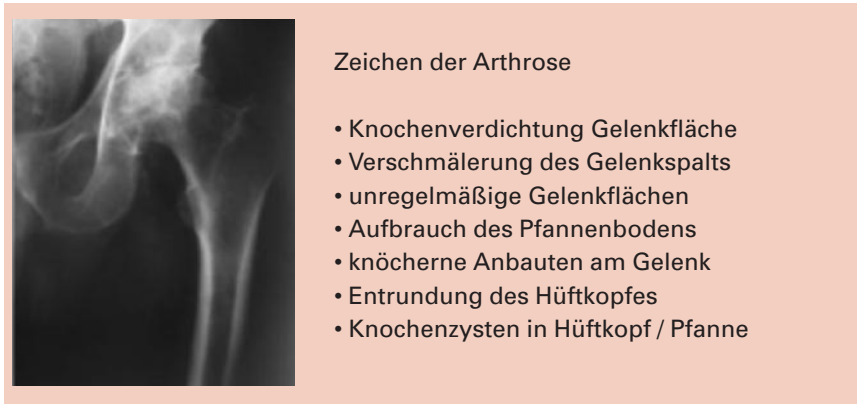 Zeichen der Arthrose
• Knochenverdichtung Gelenkfläche
• Verschmälerung des Gelenkspalts
• unregelmäßige Gelenkflächen
• Aufbrauch des Pfannenbodens
• knöcherne Anbauten am Gelenk
• Entrundung des Hüftkopfes
• Knochenzysten in Hüftkopf / Pfanne